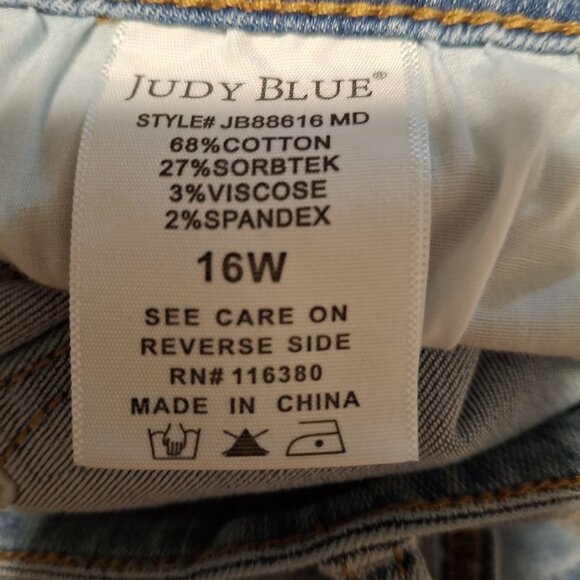 JUDY BLUE®
STYLE# JB88616 MD
68%COTTON
27%SORBTEK
3%VISCOSE
2%SPANDEX
16W
SEE CARE ON
REVERSE SIDE
RN# 116380
MADE IN CHINA